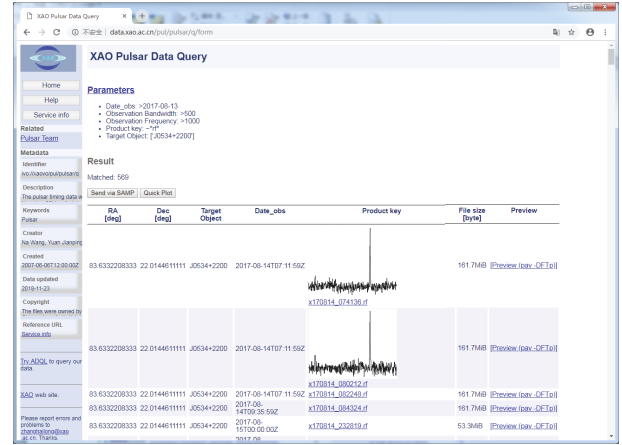 XAO Pulsar Data Query
不安全 | data.xao.ac.cn/pul/pulsar/q/form
XAO Pulsar Data Query
Home
Help
Service info
Related
Pulsar Team
Metadata
Identifier
ivo://xaovo/pul/pulsar/q
Description
The pulsar timing data w
Keywords
Pulsar
Creator
Na Wang, Yuan Jianping
Created
2007-06-06T12:00:00Z
Data updated
2018-11-23
Copyright
The files were owned by
Reference URL
Service info
Try ADQL to query our
data.
XAO web site.
Please report errors and
problems to
zhanghailong@xao
.ac.cn. Thanks.
Parameters
• Date_obs: >2017-08-13
• Observation Bandwidth: >500
• Observation Frequency: >1000
• Product key: ~*rf*
• Target Object: ['J0534+2200']
Result
Matched: 569
Send via SAMP Quick Plot
RA Dec Target Date_obs Product key File size Preview
[deg] [deg] Object [byte]
83.6332208333 22.0144611111 J0534+2200 2017-08-14T07:11:59Z 161.7MiB [Preview (pav -DFTp)]
x170814_074136.rf
83.6332208333 22.0144611111 J0534+2200 2017-08-14T07:11:59Z 161.7MiB [Preview (pav -DFTp)]
x170814_080212.rf
83.6332208333 22.0144611111 J0534+2200 2017-08-14T07:11:59Z x170814_082248.rf 161.7MiB [Preview (pav -DFTp)]
2017-08-
83.6332208333 22.0144611111 J0534+2200 14T09:35:59Z x170814_084324.rf 161.7MiB [Preview (pav -DFTp)]
2017-08-
83.6332208333 22.0144611111 J0534+2200 15T00:00:00Z x170814_232819.rf 53.3MiB [Preview (pav -DFTp)]